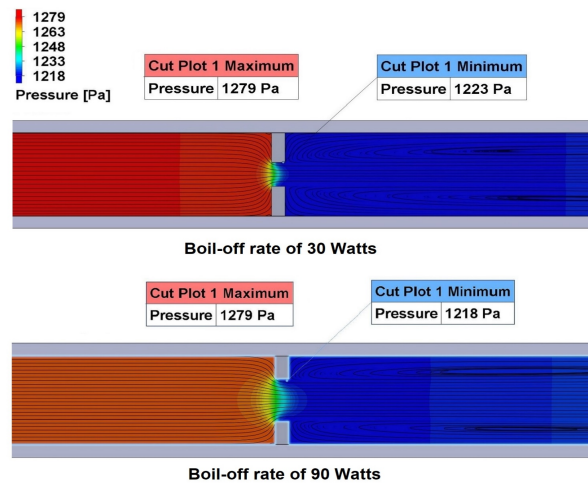 1279
1263
1248
1233
1218
Pressure [Pa]
Cut Plot 1 Maximum
Pressure 1279 Pa
Cut Plot 1 Minimum
Pressure 1223 Pa
Boil-off rate of 30 Watts
Cut Plot 1 Maximum
Pressure 1279 Pa
Cut Plot 1 Minimum
Pressure 1218 Pa
Boil-off rate of 90 Watts